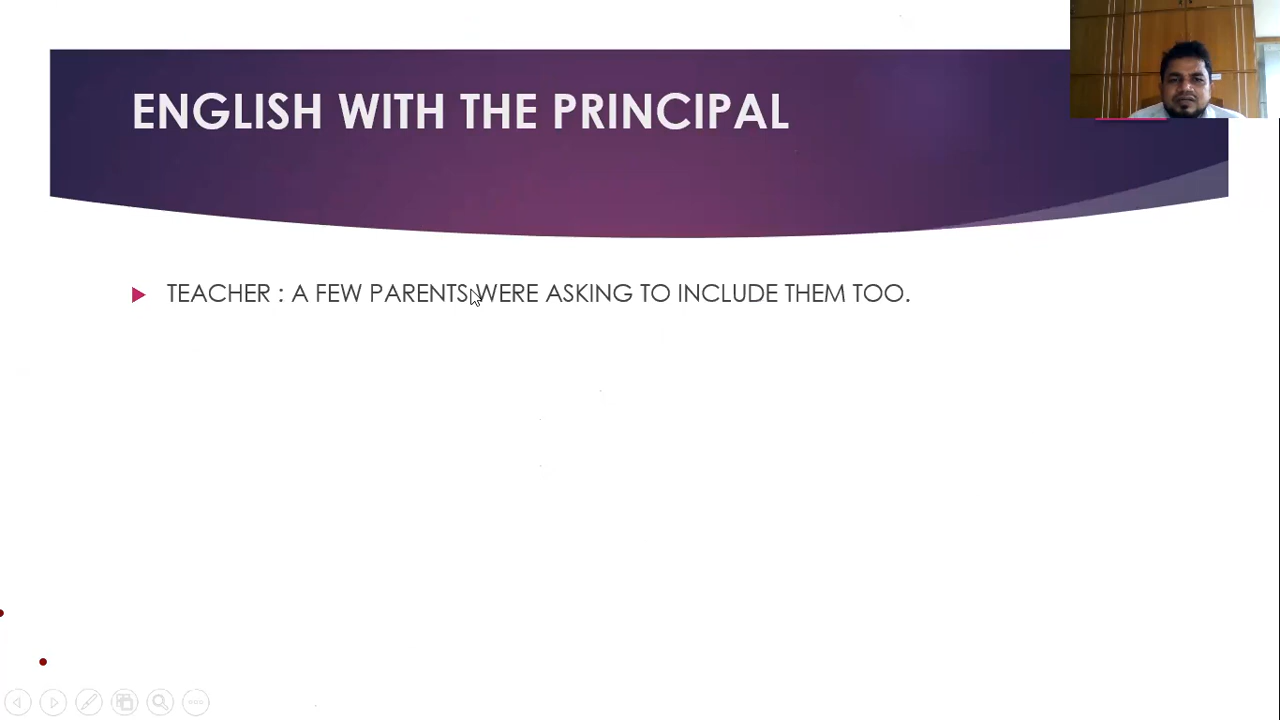 ENGLISH WITH THE PRINCIPAL
TEACHER : A FEW PARENTS WERE ASKING TO INCLUDE THEM TOO.